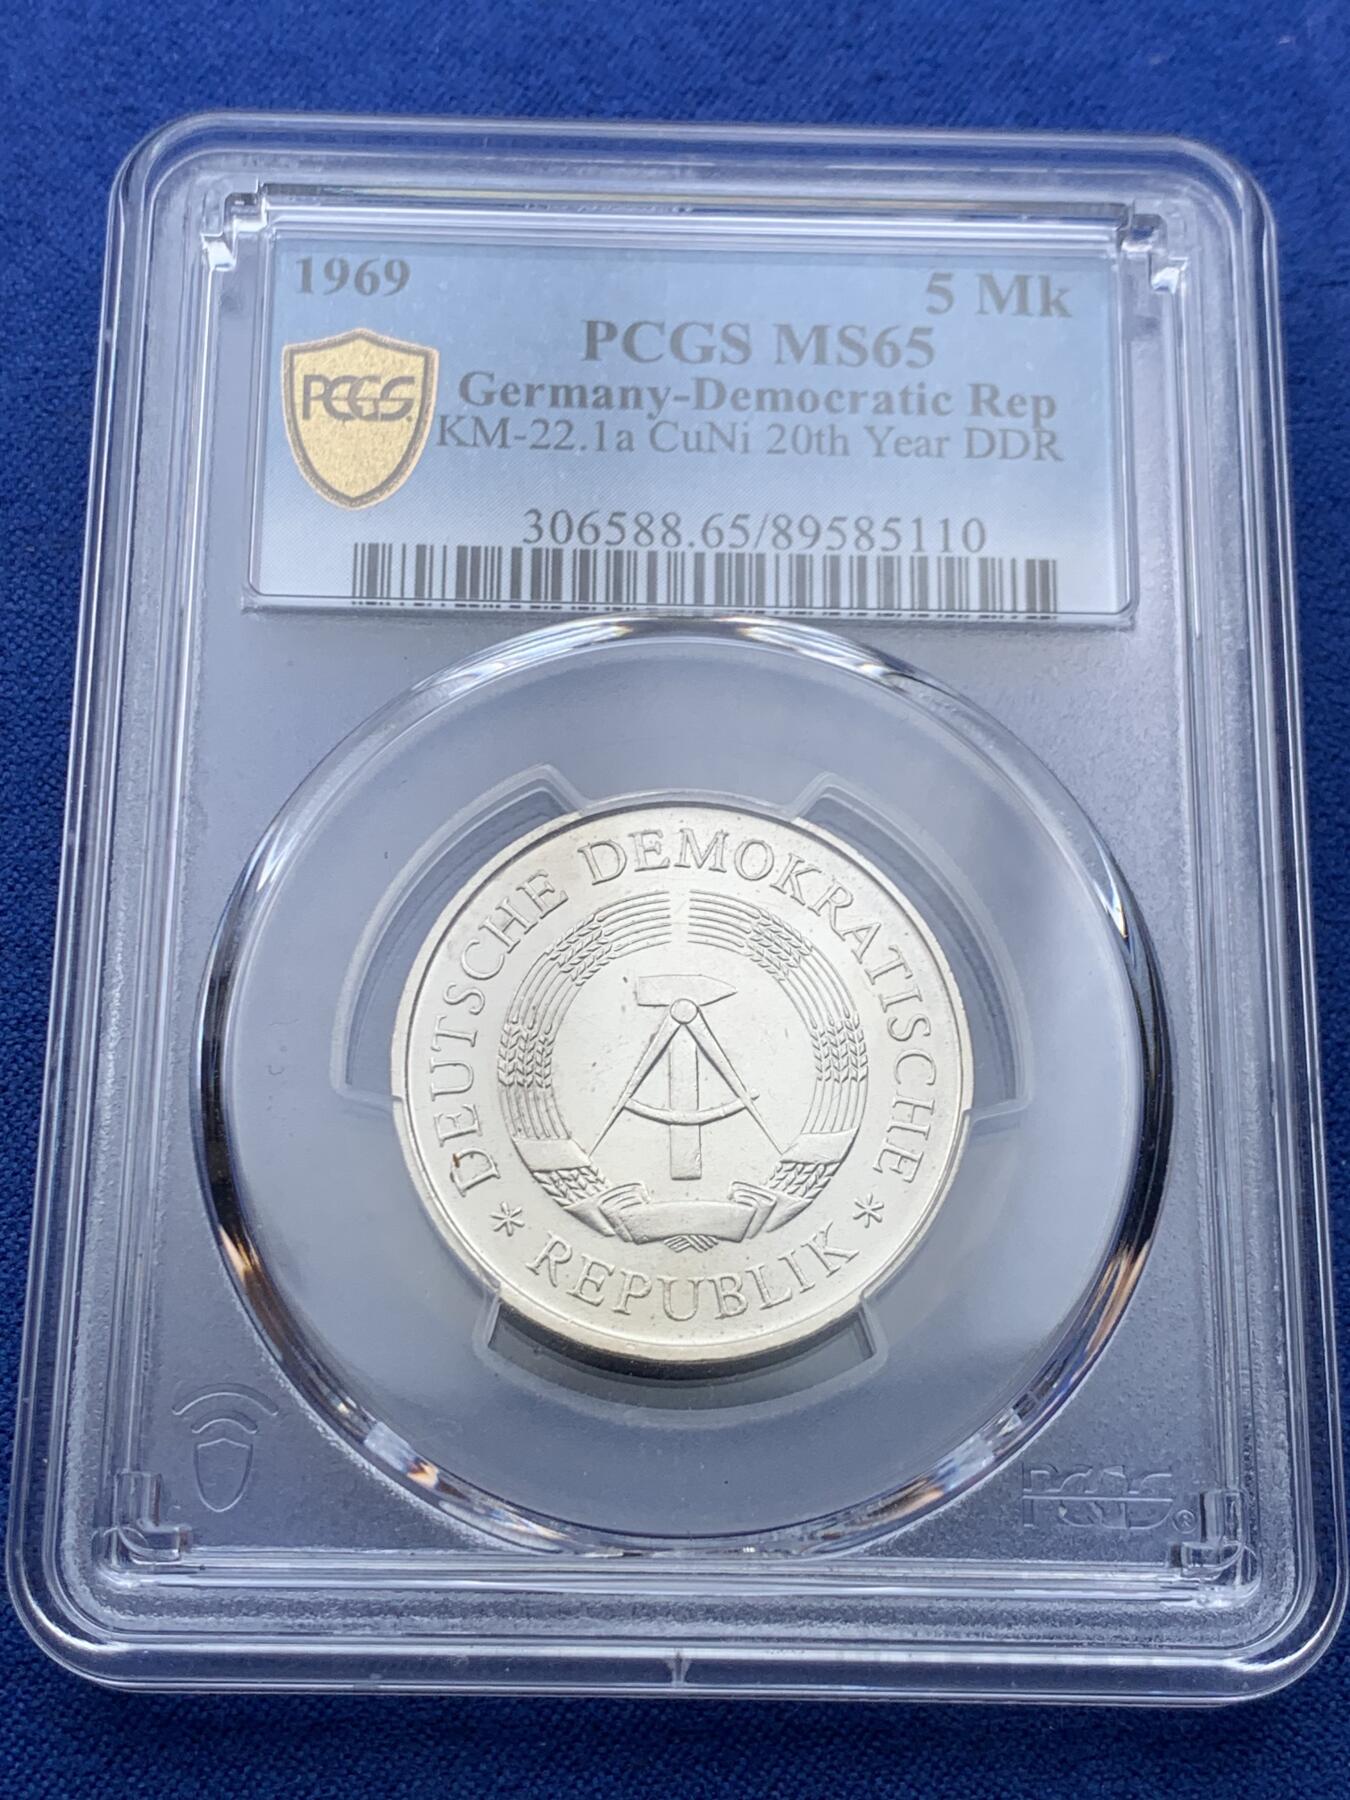 1969
5 Mk
PCGS MS65
PCGS
Germany-Democratic Rep
KM-22.1a CuNi 20th Year DDR
306588.65/89585110
DEUTSCHE DEMOKRATISCHE
* REPUBLIK *
PCGS®